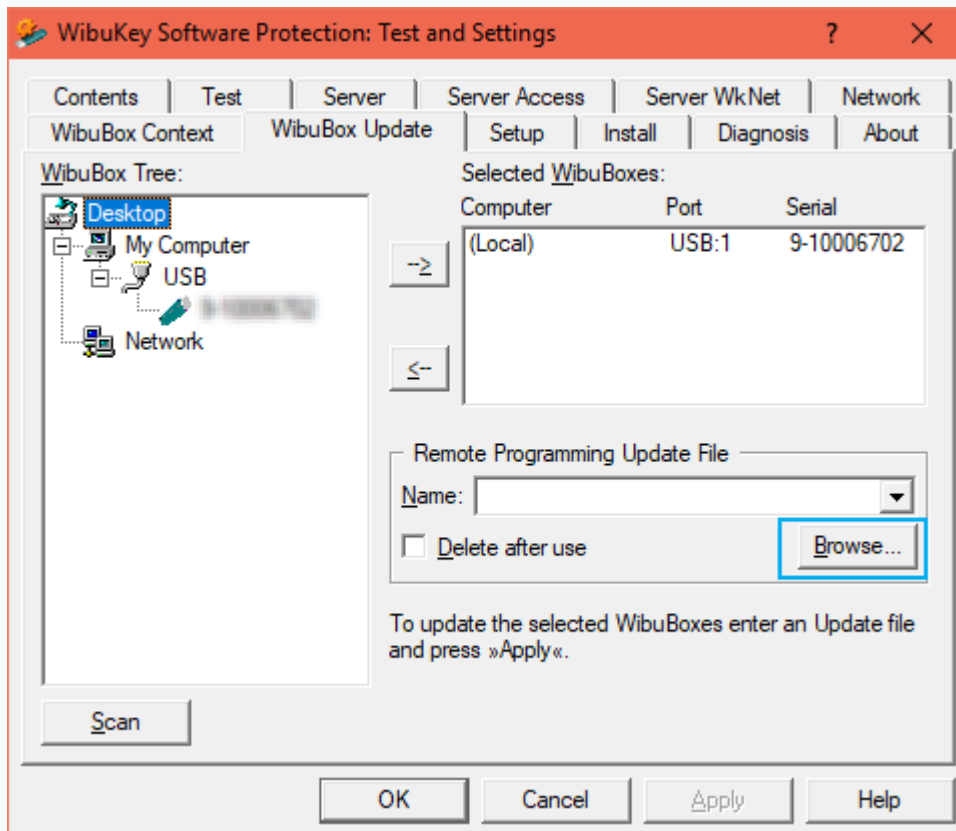 WibuKey Software Protection: Test and Settings
Contents Test Server Server Access Server WkNet Network
WibuBox Context WibuBox Update Setup Install Diagnosis About
WibuBox Tree:
Desktop
My Computer
USB
Network
Scan
-->
<--
Selected WibuBoxes:
Computer Port Serial
(Local) USB:1 9-10006702
Remote Programming Update File
Name:
Delete after use
Browse...
To update the selected WibuBoxes enter an Update file
and press »Apply«.
OK Cancel Apply Help